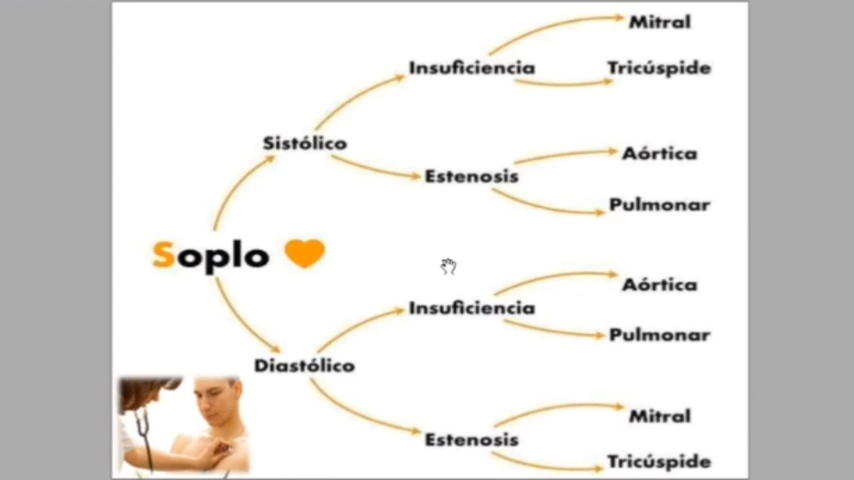 Mitral
Insuficiencia
Tricúspide
Sistólico
Aórtica
Estenosis
Pulmonar
Soplo
Aórtica
Insuficiencia
Pulmonar
Diastólico
Mitral
Estenosis
Tricúspide